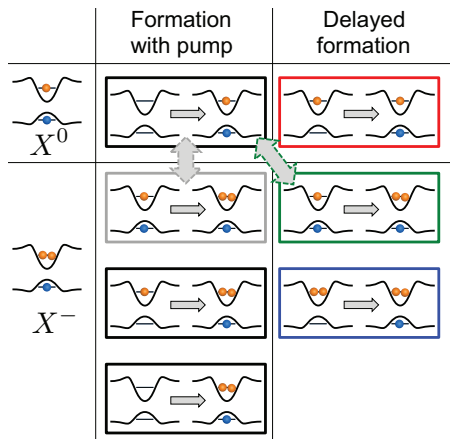 Formation with pump
Delayed formation
X⁰
X⁻